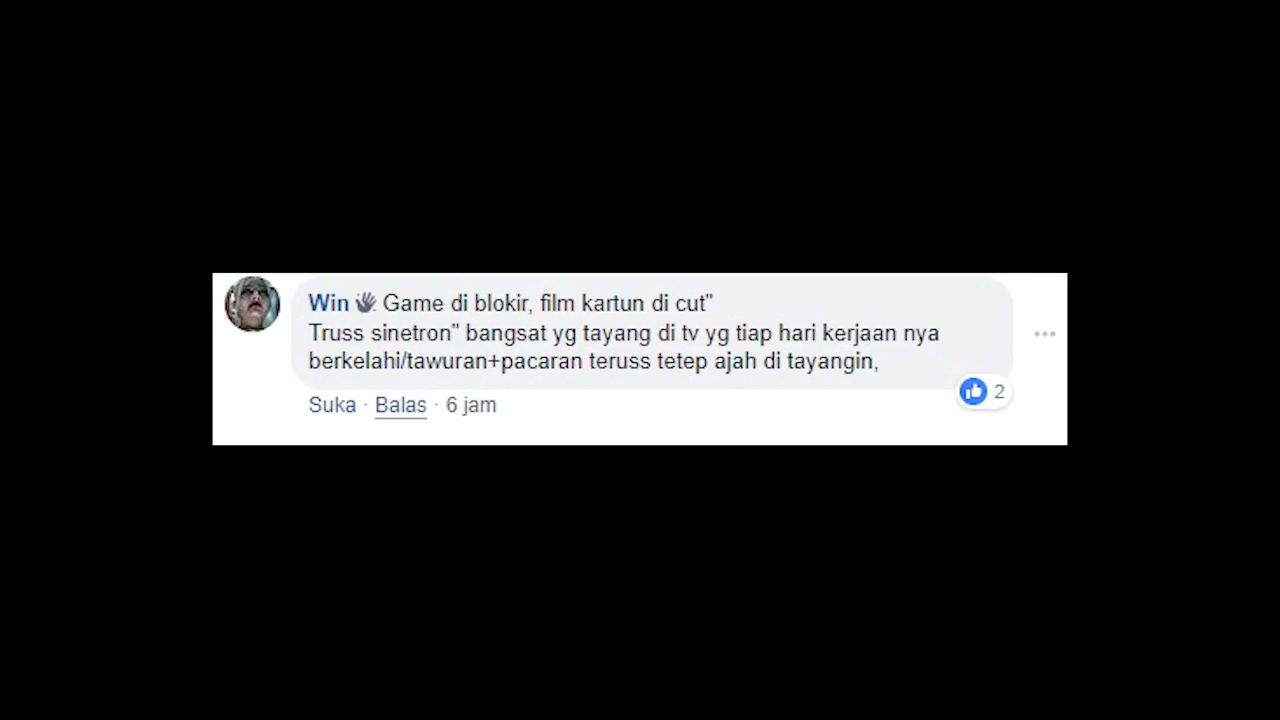 Win 👋 Game di blokir, film kartun di cut"
Truss sinetron" bangsat yg tayang di tv yg tiap hari kerjaan nya
berkelahi/tawuran+pacaran teruss tetep ajah di tayangin,
2
Suka · Balas · 6 jam